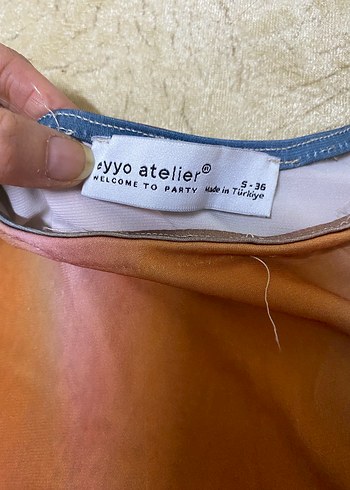 eyyo atelier®
WELCOME TO PARTY
S - 36
Made in Türkiye